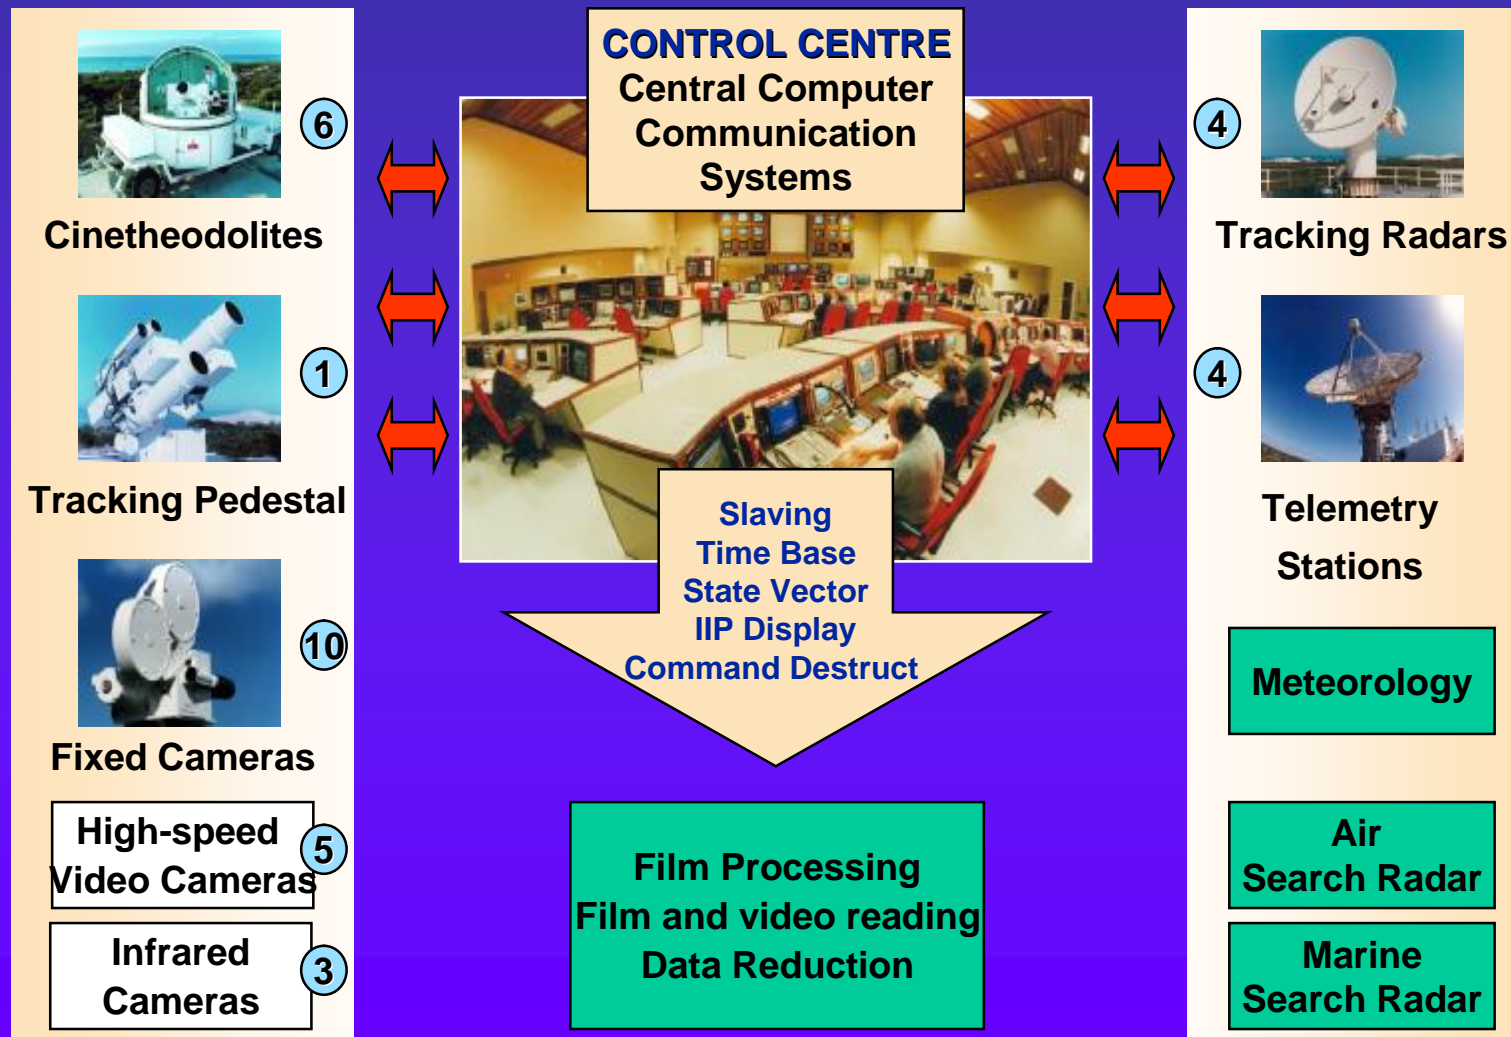 CONTROL CENTRE
Central Computer
Communication
Systems
6
Cinetheodolites
1
Tracking Pedestal
10
Fixed Cameras
High-speed
Video Cameras
5
Infrared
Cameras
3
Slaving
Time Base
State Vector
IIP Display
Command Destruct
Film Processing
Film and video reading
Data Reduction
4
Tracking Radars
4
Telemetry
Stations
Meteorology
Air
Search Radar
Marine
Search Radar